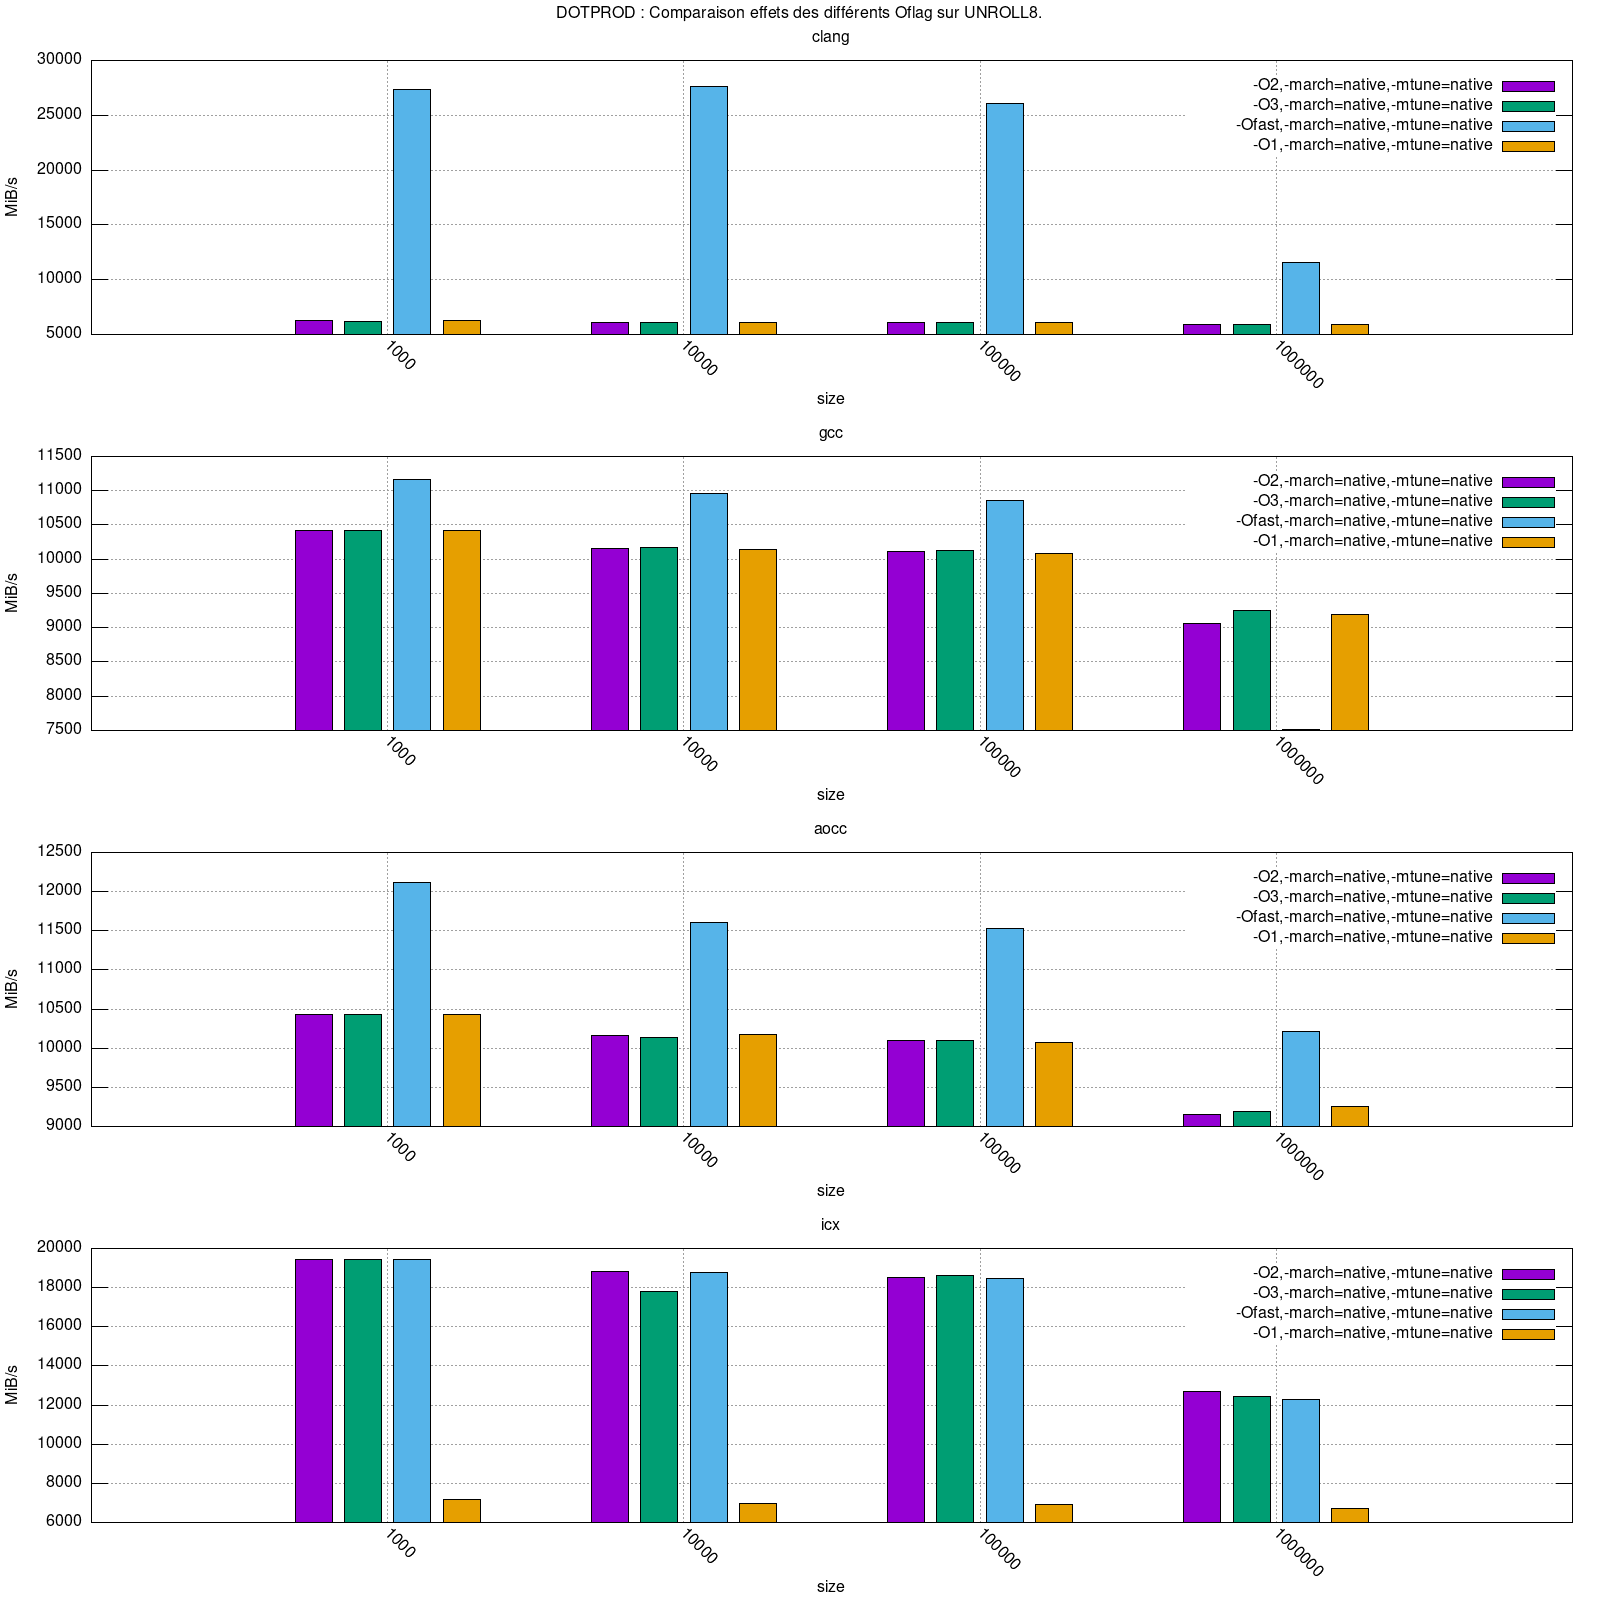 DOTPROD : Comparaison effets des différents Oflag sur UNROLL8.
clang
30000
25000
20000
15000
10000
5000
MiB/s
-O2,-march=native,-mtune=native
-O3,-march=native,-mtune=native
-Ofast,-march=native,-mtune=native
-O1,-march=native,-mtune=native
1000
10000
100000
1000000
size
gcc
11500
11000
10500
10000
9500
9000
8500
8000
7500
MiB/s
-O2,-march=native,-mtune=native
-O3,-march=native,-mtune=native
-Ofast,-march=native,-mtune=native
-O1,-march=native,-mtune=native
1000
10000
100000
1000000
size
aocc
12500
12000
11500
11000
10500
10000
9500
9000
MiB/s
-O2,-march=native,-mtune=native
-O3,-march=native,-mtune=native
-Ofast,-march=native,-mtune=native
-O1,-march=native,-mtune=native
1000
10000
100000
1000000
size
icx
20000
18000
16000
14000
12000
10000
8000
6000
MiB/s
-O2,-march=native,-mtune=native
-O3,-march=native,-mtune=native
-Ofast,-march=native,-mtune=native
-O1,-march=native,-mtune=native
1000
10000
100000
1000000
size